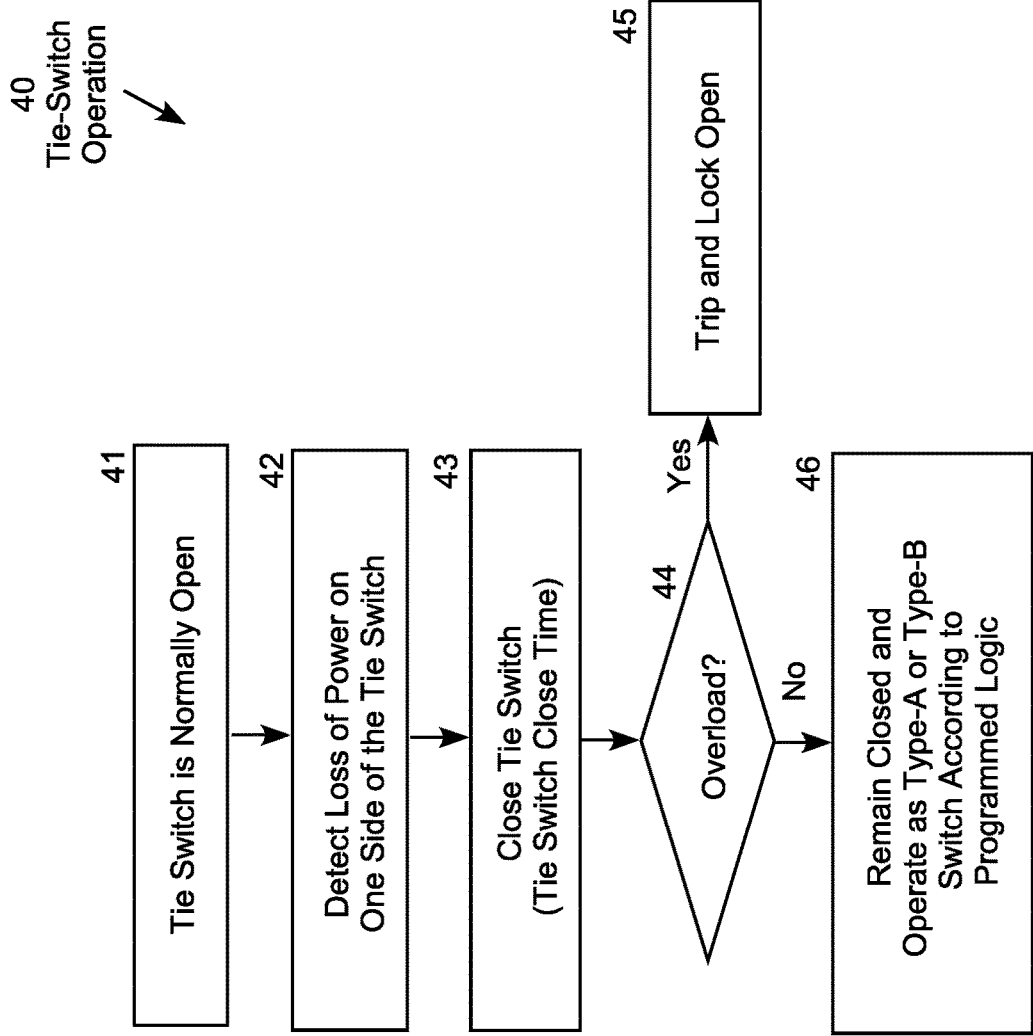 40
Tie-Switch
Operation
41
Tie Switch is Normally Open
42
Detect Loss of Power on
One Side of the Tie Switch
43
Close Tie Switch
(Tie Switch Close Time)
44
Overload?
Yes
45
Trip and Lock Open
No
46
Remain Closed and
Operate as Type-A or Type-B
Switch According to
Programmed Logic